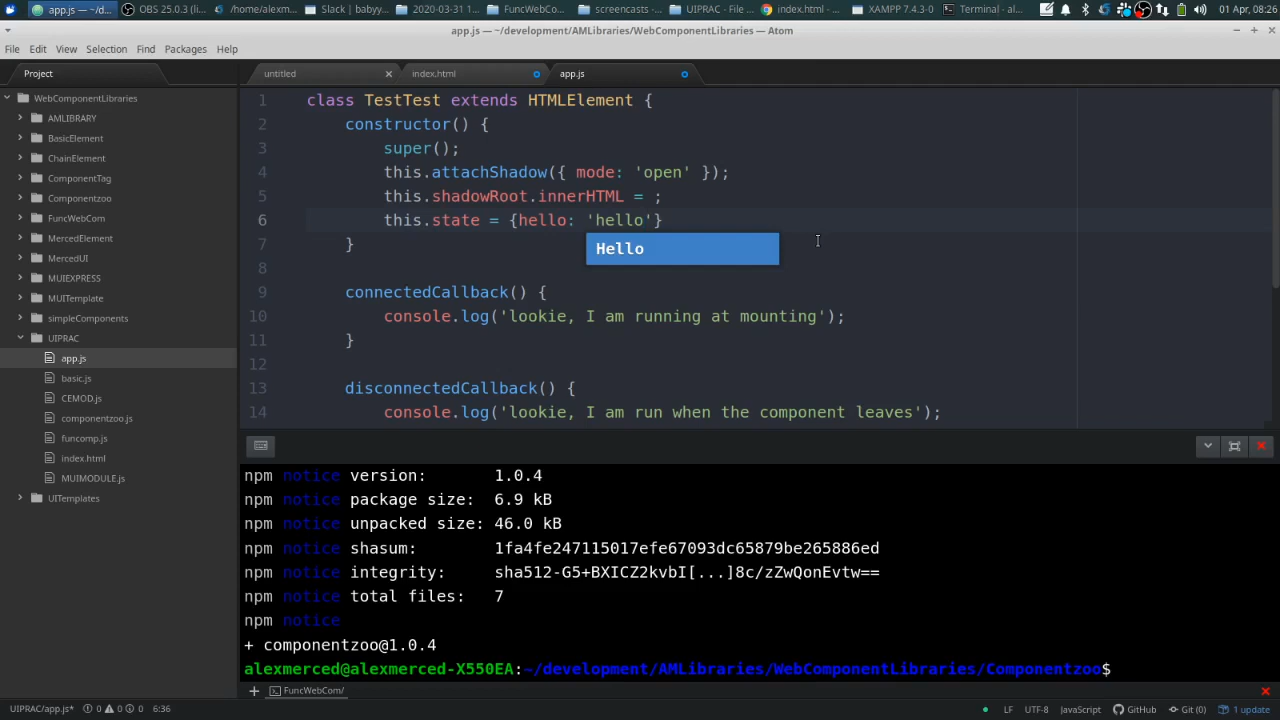 app.js — ~/d...
OBS 25.0.3 (li...
/home/alexm...
Slack | babyy...
2020-03-31 1...
FuncWebCom...
screencasts ...
UIPRAC - File ...
index.html - ...
XAMPP 7.4.3-0
Terminal - al...
01 Apr, 08:26
app.js — ~/development/AMLibraries/WebComponentLibraries — Atom
File Edit View Selection Find Packages Help
Project
untitled
index.html
app.js
WebComponentLibraries
AMLIBRARY
BasicElement
ChainElement
ComponentTag
Componentzoo
FuncWebCom
MercedElement
MercedUI
MUIEXPRESS
MUITemplate
simpleComponents
UIPRAC
app.js
basic.js
CEMOD.js
componentzoo.js
funcomp.js
index.html
MUIMODULE.js
UITemplates
1 class TestTest extends HTMLElement {
2 constructor() {
3 super();
4 this.attachShadow({ mode: 'open' });
5 this.shadowRoot.innerHTML = ;
6 this.state = {hello: 'hello'}
7 }
Hello
8
9 connectedCallback() {
10 console.log('lookie, I am running at mounting');
11 }
12
13 disconnectedCallback() {
14 console.log('lookie, I am run when the component leaves');
npm notice version: 1.0.4
npm notice package size: 6.9 kB
npm notice unpacked size: 46.0 kB
npm notice shasum: 1fa4fe247115017efe67093dc65879be265886ed
npm notice integrity: sha512-G5+BXICZ2kvbI[...]8c/zZwQonEvtw==
npm notice total files: 7
npm notice
+ componentzoo@1.0.4
alexmerced@alexmerced-X550EA:~/development/AMLibraries/WebComponentLibraries/Componentzoo$
+ FuncWebCom/
UIPRAC/app.js* 0 0 0 6:36
LF UTF-8 JavaScript GitHub Git (0) 1 update